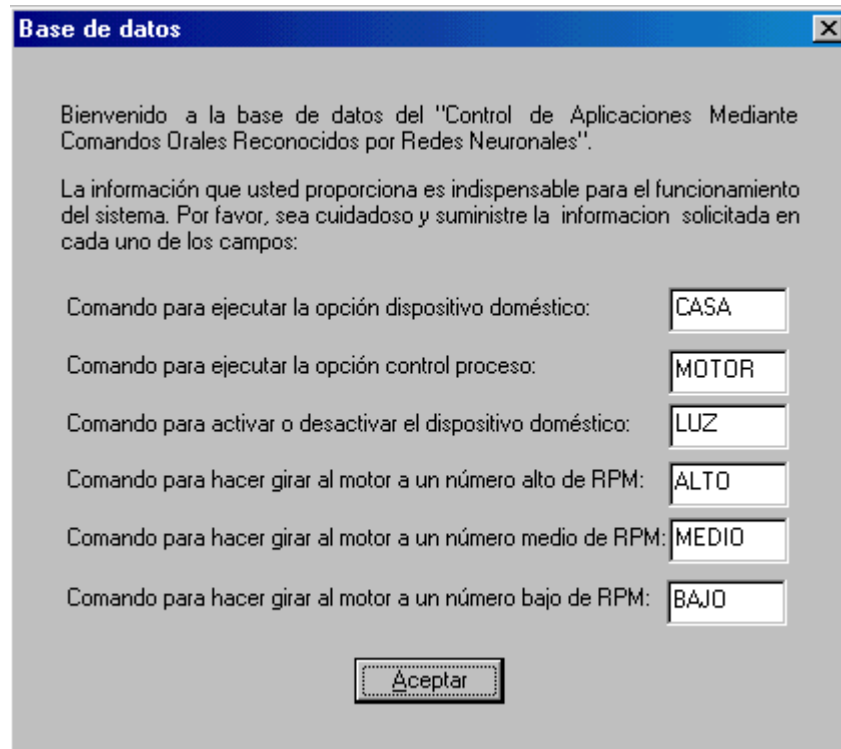 Base de datos
Bienvenido a la base de datos del "Control de Aplicaciones Mediante
Comandos Orales Reconocidos por Redes Neuronales".
La información que usted proporciona es indispensable para el funcionamiento
del sistema. Por favor, sea cuidadoso y suministre la informacion solicitada en
cada uno de los campos:
Comando para ejecutar la opción dispositivo doméstico: CASA
Comando para ejecutar la opción control proceso: MOTOR
Comando para activar o desactivar el dispositivo doméstico: LUZ
Comando para hacer girar al motor a un número alto de RPM: ALTO
Comando para hacer girar al motor a un número medio de RPM: MEDIO
Comando para hacer girar al motor a un número bajo de RPM: BAJO
Aceptar